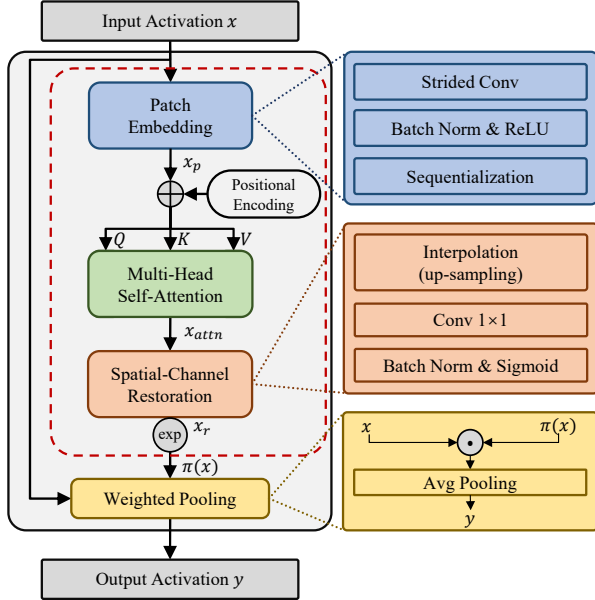 Input Activation x
Patch
Embedding
x_p
Positional
Encoding
Q K V
Multi-Head
Self-Attention
x_attn
Spatial-Channel
Restoration
exp x_r
π(x)
Weighted Pooling
Output Activation y
Strided Conv
Batch Norm & ReLU
Sequentialization
Interpolation
(up-sampling)
Conv 1×1
Batch Norm & Sigmoid
x π(x)
Avg Pooling
y